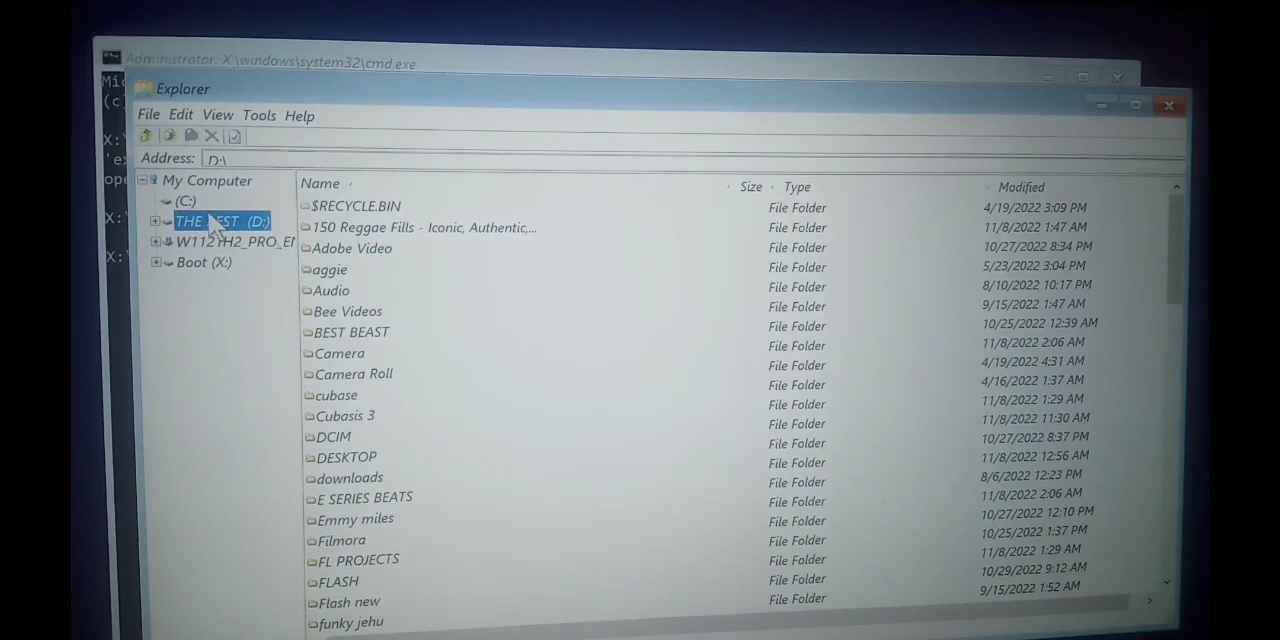 Administrator: X:\windows\system32\cmd.exe
Explorer
File Edit View Tools Help
Address: D:\
My Computer
(C:)
(D:)
Boot (X:)
Name Size Type Modified
$RECYCLE.BIN File Folder 4/19/2022 3:09 PM
150 Reggae Fills - Iconic, Authentic,... File Folder 11/8/2022 1:47 AM
Adobe Video File Folder 10/27/2022 8:34 PM
aggie File Folder 5/23/2022 3:04 PM
Audio File Folder 8/10/2022 10:17 PM
Bee Videos File Folder 9/15/2022 1:47 AM
BEST BEAST File Folder 10/25/2022 12:39 AM
Camera File Folder 11/8/2022 2:06 AM
Camera Roll File Folder 4/19/2022 4:31 AM
cubase File Folder 4/16/2022 1:37 AM
Cubasis 3 File Folder 11/8/2022 1:29 AM
DCIM File Folder 11/8/2022 11:30 AM
DESKTOP File Folder 10/27/2022 8:37 PM
downloads File Folder 11/8/2022 12:56 AM
E SERIES BEATS File Folder 8/6/2022 12:23 PM
Emmy miles File Folder 11/8/2022 2:06 AM
Filmora File Folder 10/27/2022 12:10 PM
FL PROJECTS File Folder 10/25/2022 1:37 PM
FLASH File Folder 11/8/2022 1:29 AM
Flash new File Folder 10/29/2022 9:12 AM
funky jehu File Folder 9/15/2022 1:52 AM